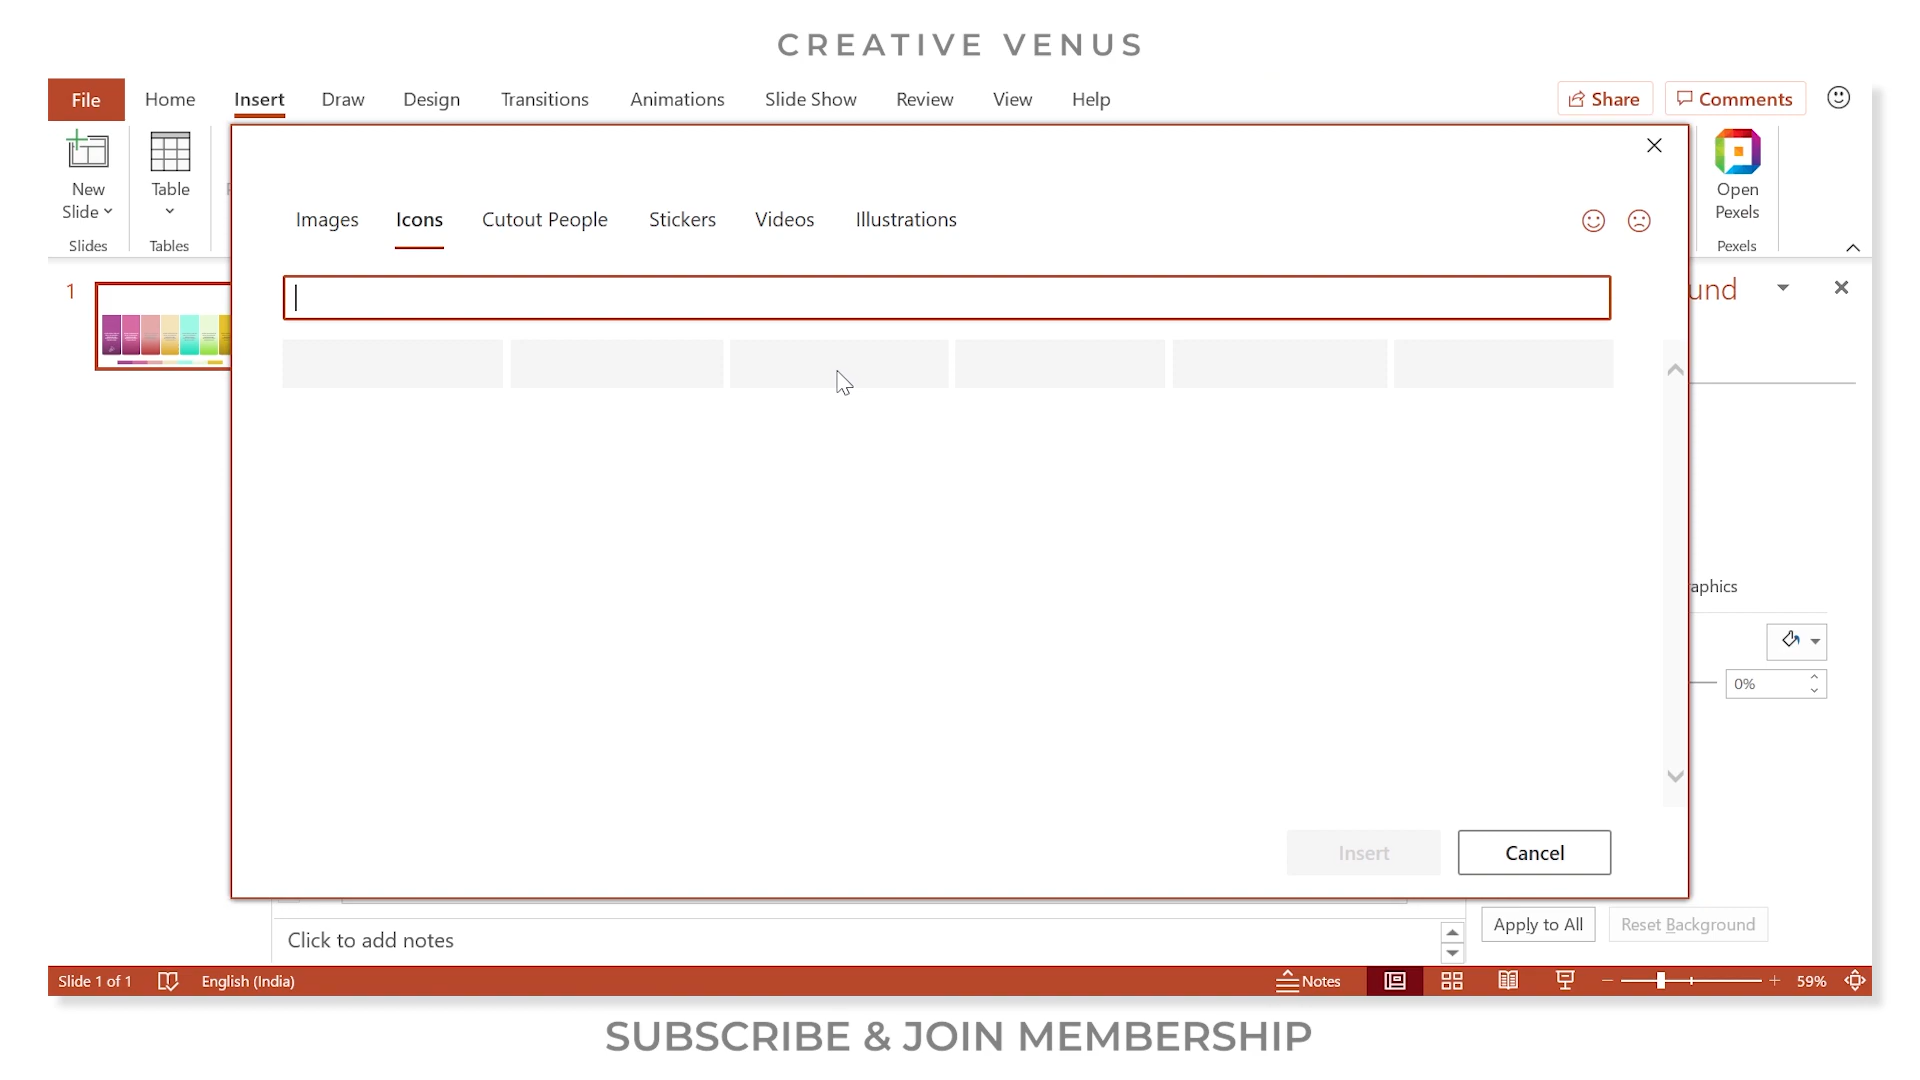 CREATIVE VENUS
File Home Insert Draw Design Transitions Animations Slide Show Review View Help Share Comments
New Slide
Table
Open Pexels
Slides
Tables
Pexels
Images Icons Cutout People Stickers Videos Illustrations
1
und
aphics
0%
Insert Cancel
Apply to All Reset Background
Click to add notes
Slide 1 of 1 English (India) Notes 59%
SUBSCRIBE & JOIN MEMBERSHIP